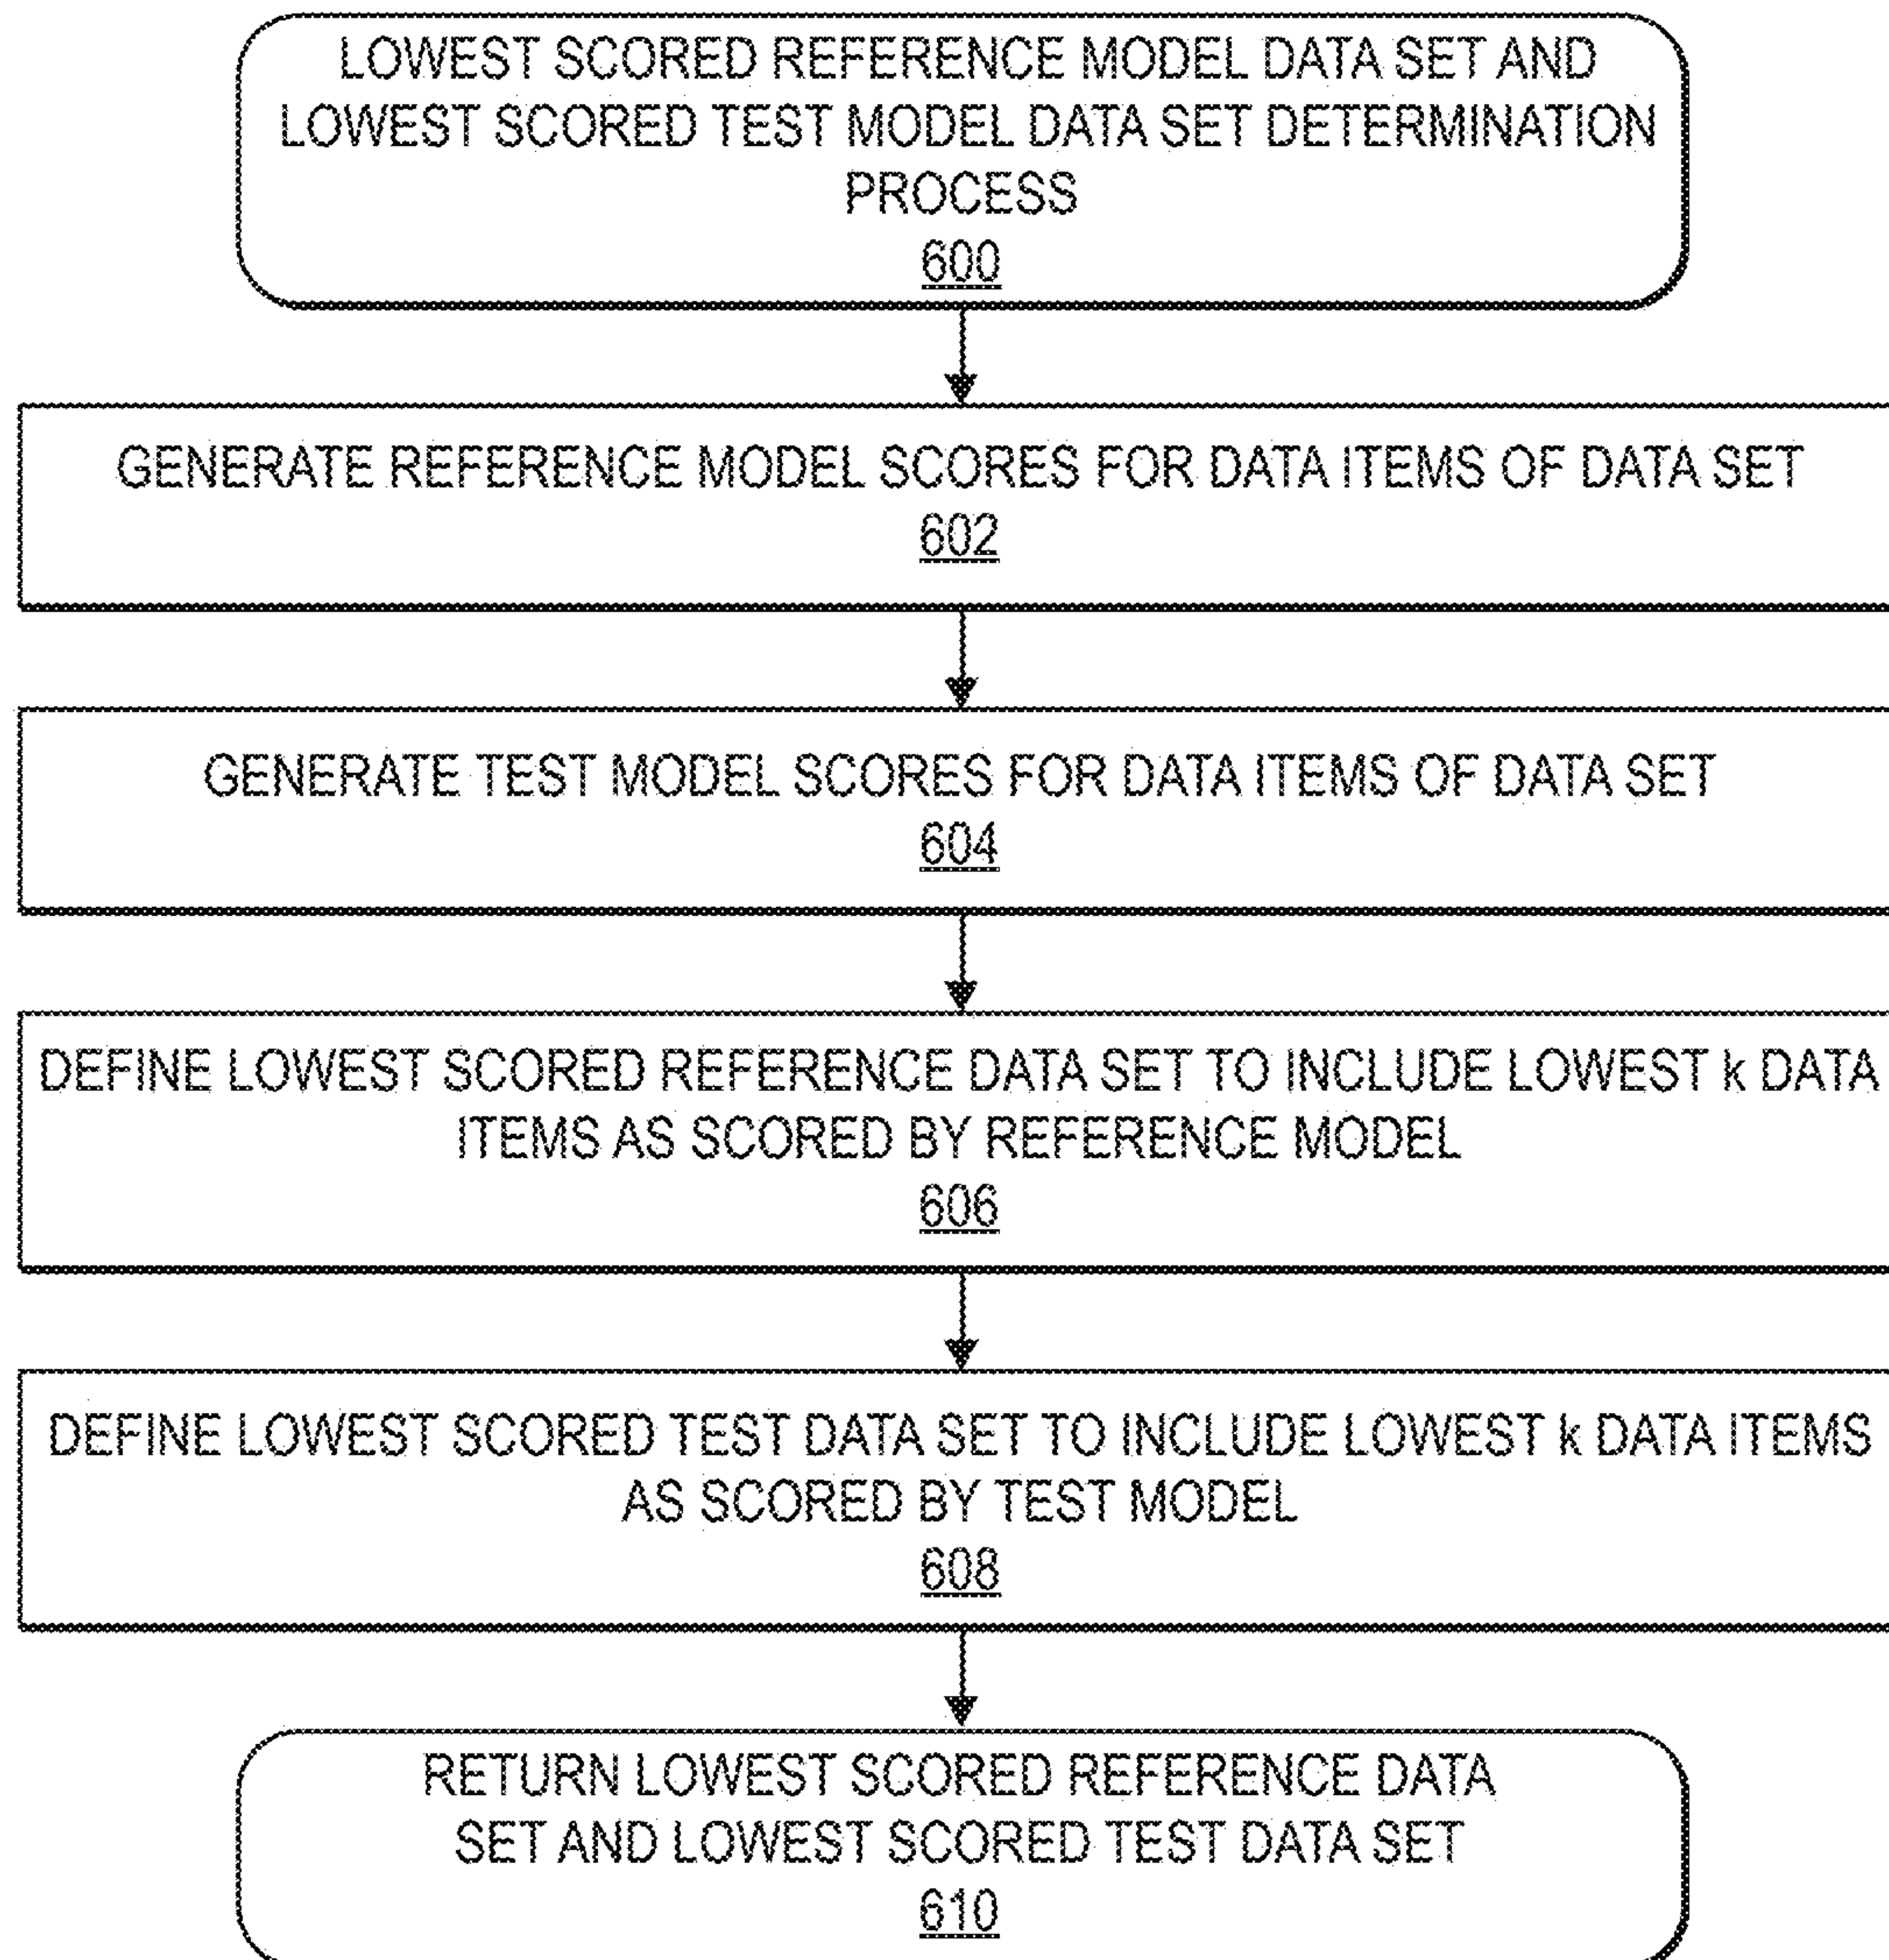 LOWEST SCORED REFERENCE MODEL DATA SET AND
LOWEST SCORED TEST MODEL DATA SET DETERMINATION
PROCESS
600
GENERATE REFERENCE MODEL SCORES FOR DATA ITEMS OF DATA SET
602
GENERATE TEST MODEL SCORES FOR DATA ITEMS OF DATA SET
604
DEFINE LOWEST SCORED REFERENCE DATA SET TO INCLUDE LOWEST k DATA
ITEMS AS SCORED BY REFERENCE MODEL
606
DEFINE LOWEST SCORED TEST DATA SET TO INCLUDE LOWEST k DATA ITEMS
AS SCORED BY TEST MODEL
608
RETURN LOWEST SCORED REFERENCE DATA
SET AND LOWEST SCORED TEST DATA SET
610